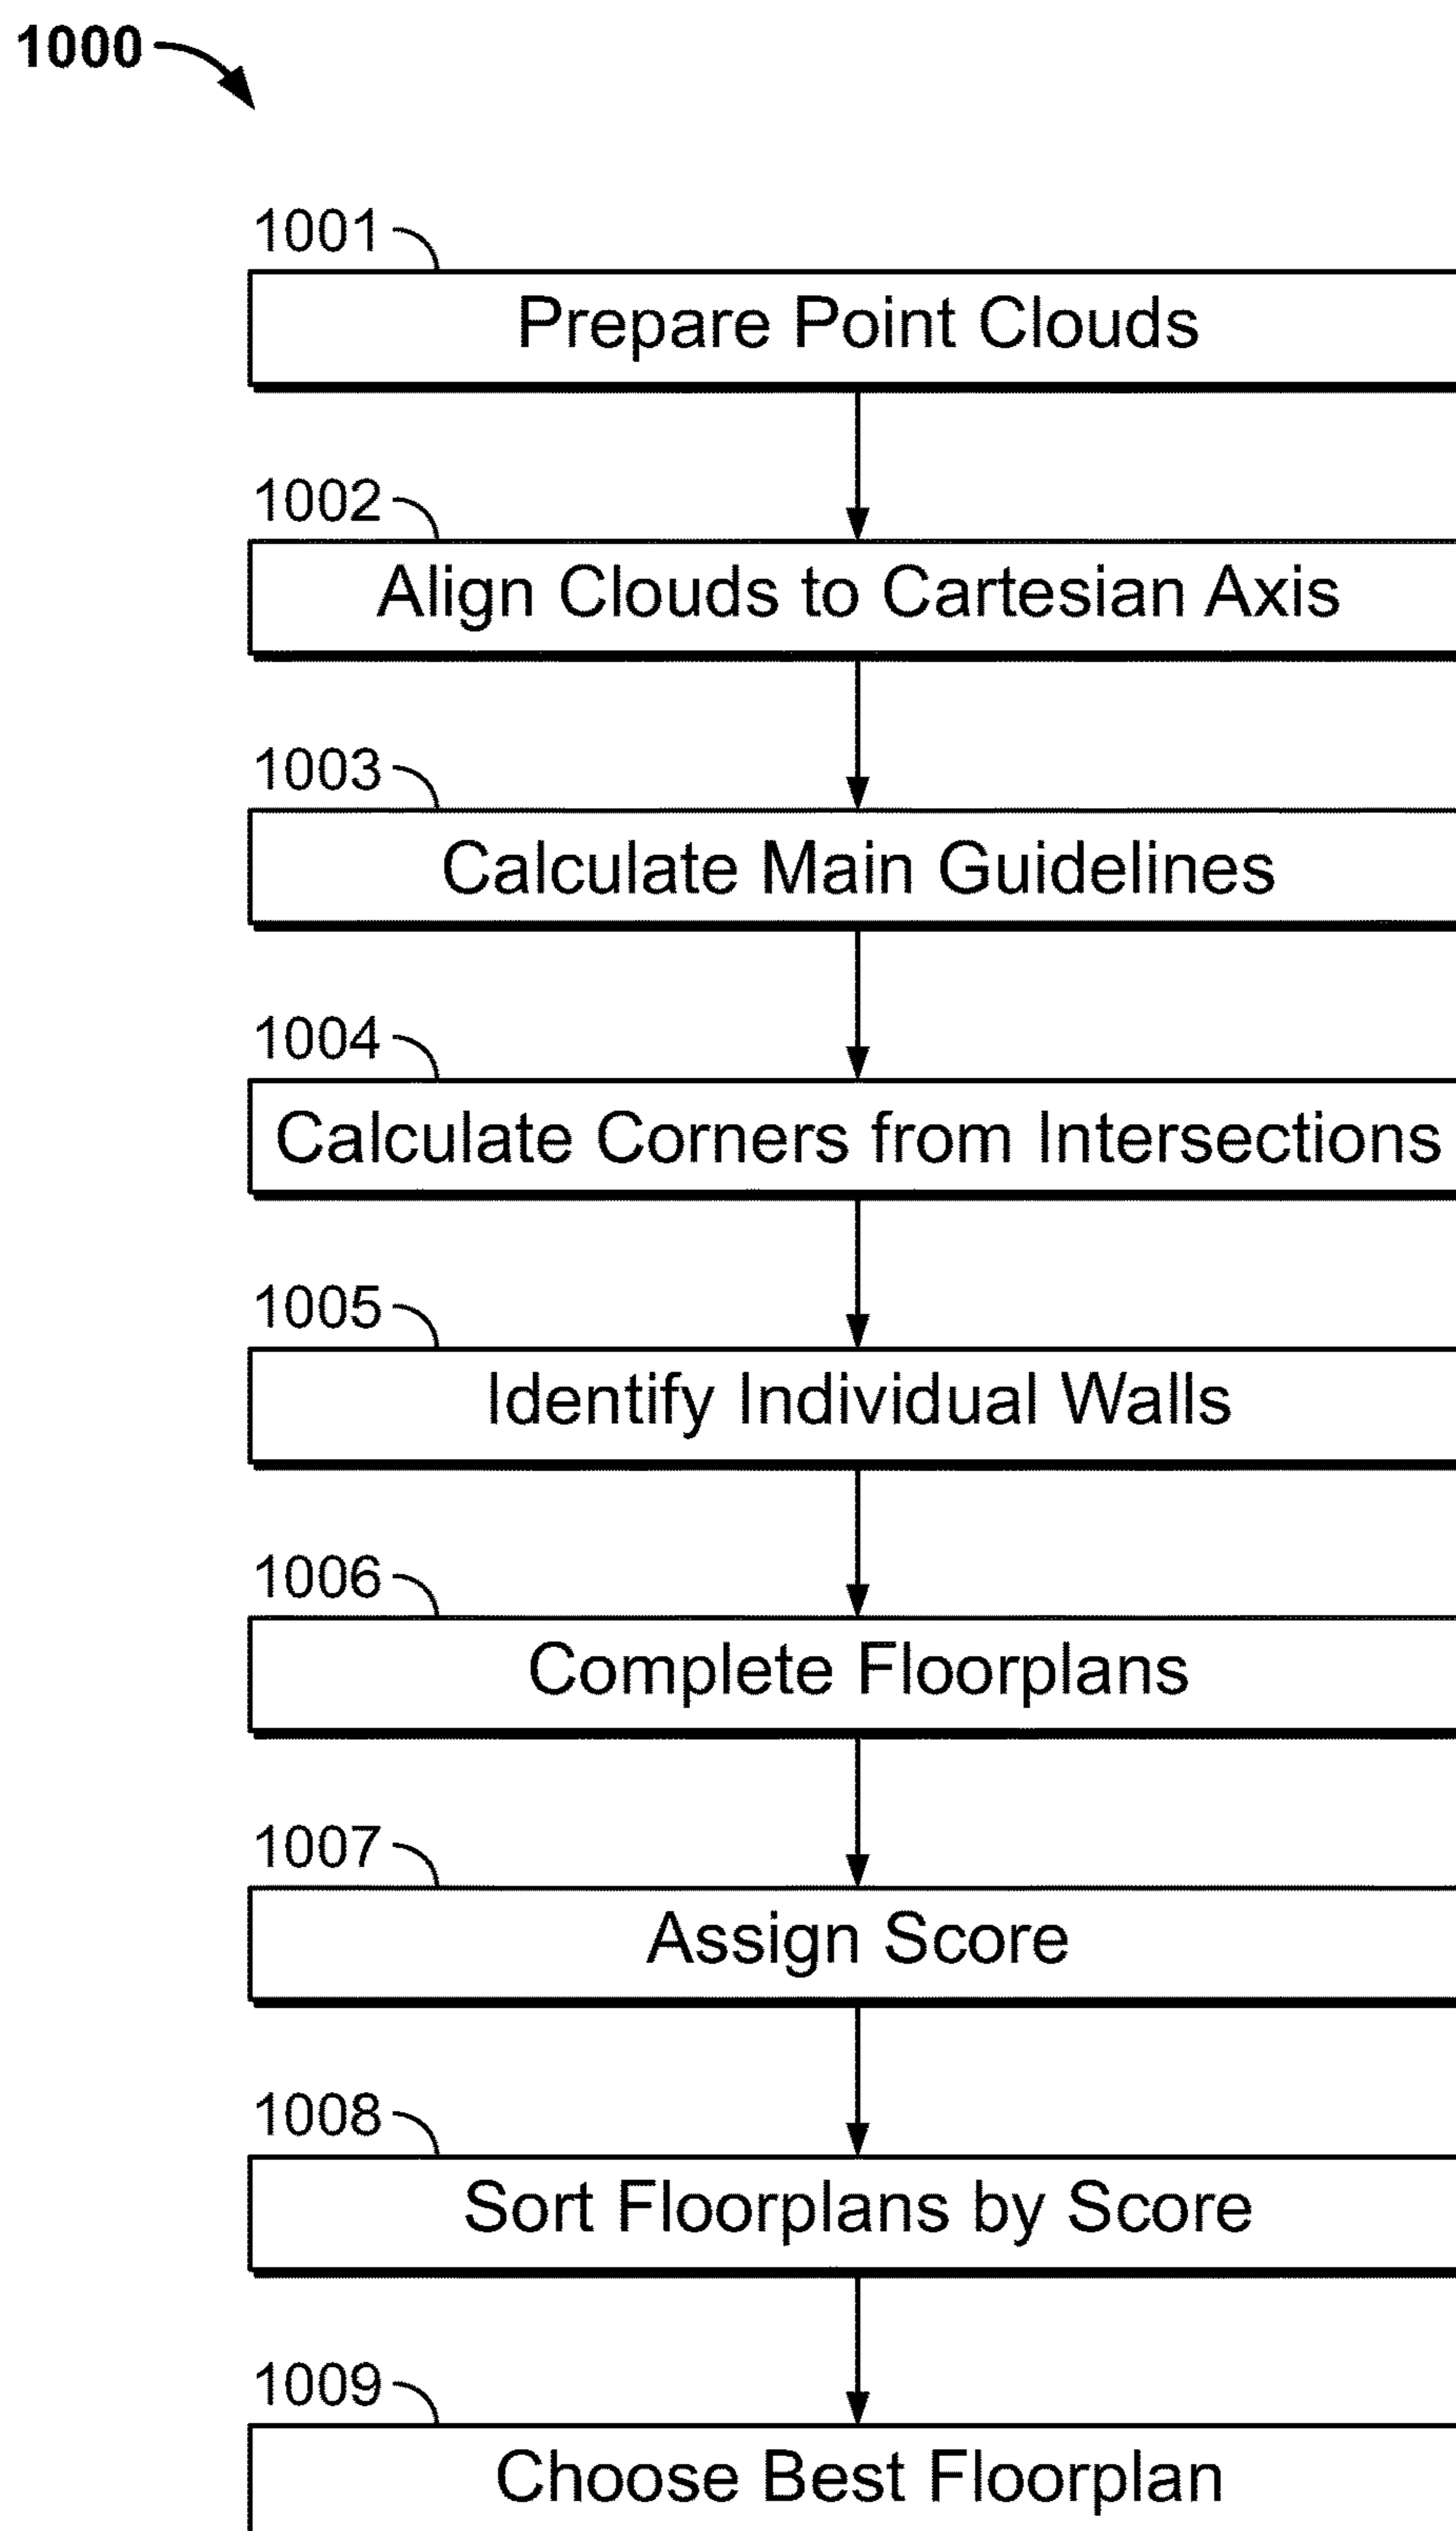 1000
1001
Prepare Point Clouds
1002
Align Clouds to Cartesian Axis
1003
Calculate Main Guidelines
1004
Calculate Corners from Intersections
1005
Identify Individual Walls
1006
Complete Floorplans
1007
Assign Score
1008
Sort Floorplans by Score
1009
Choose Best Floorplan